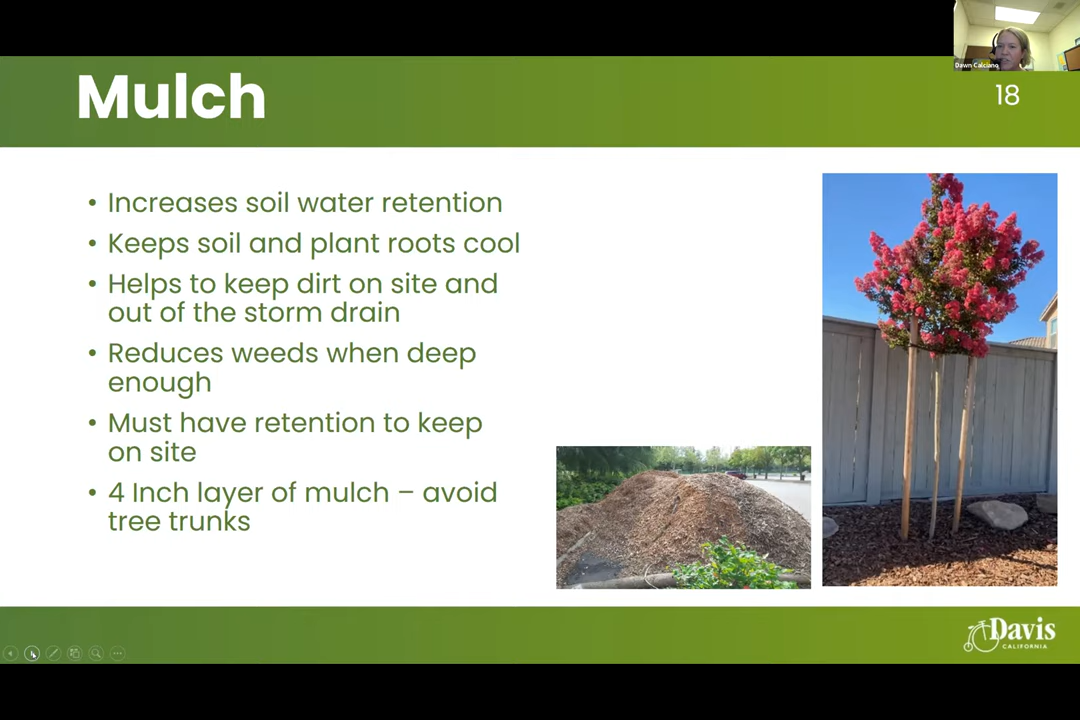 Dawn Calciano
Mulch
18
• Increases soil water retention
• Keeps soil and plant roots cool
• Helps to keep dirt on site and
out of the storm drain
• Reduces weeds when deep
enough
• Must have retention to keep
on site
• 4 Inch layer of mulch – avoid
tree trunks
Davis
CALIFORNIA